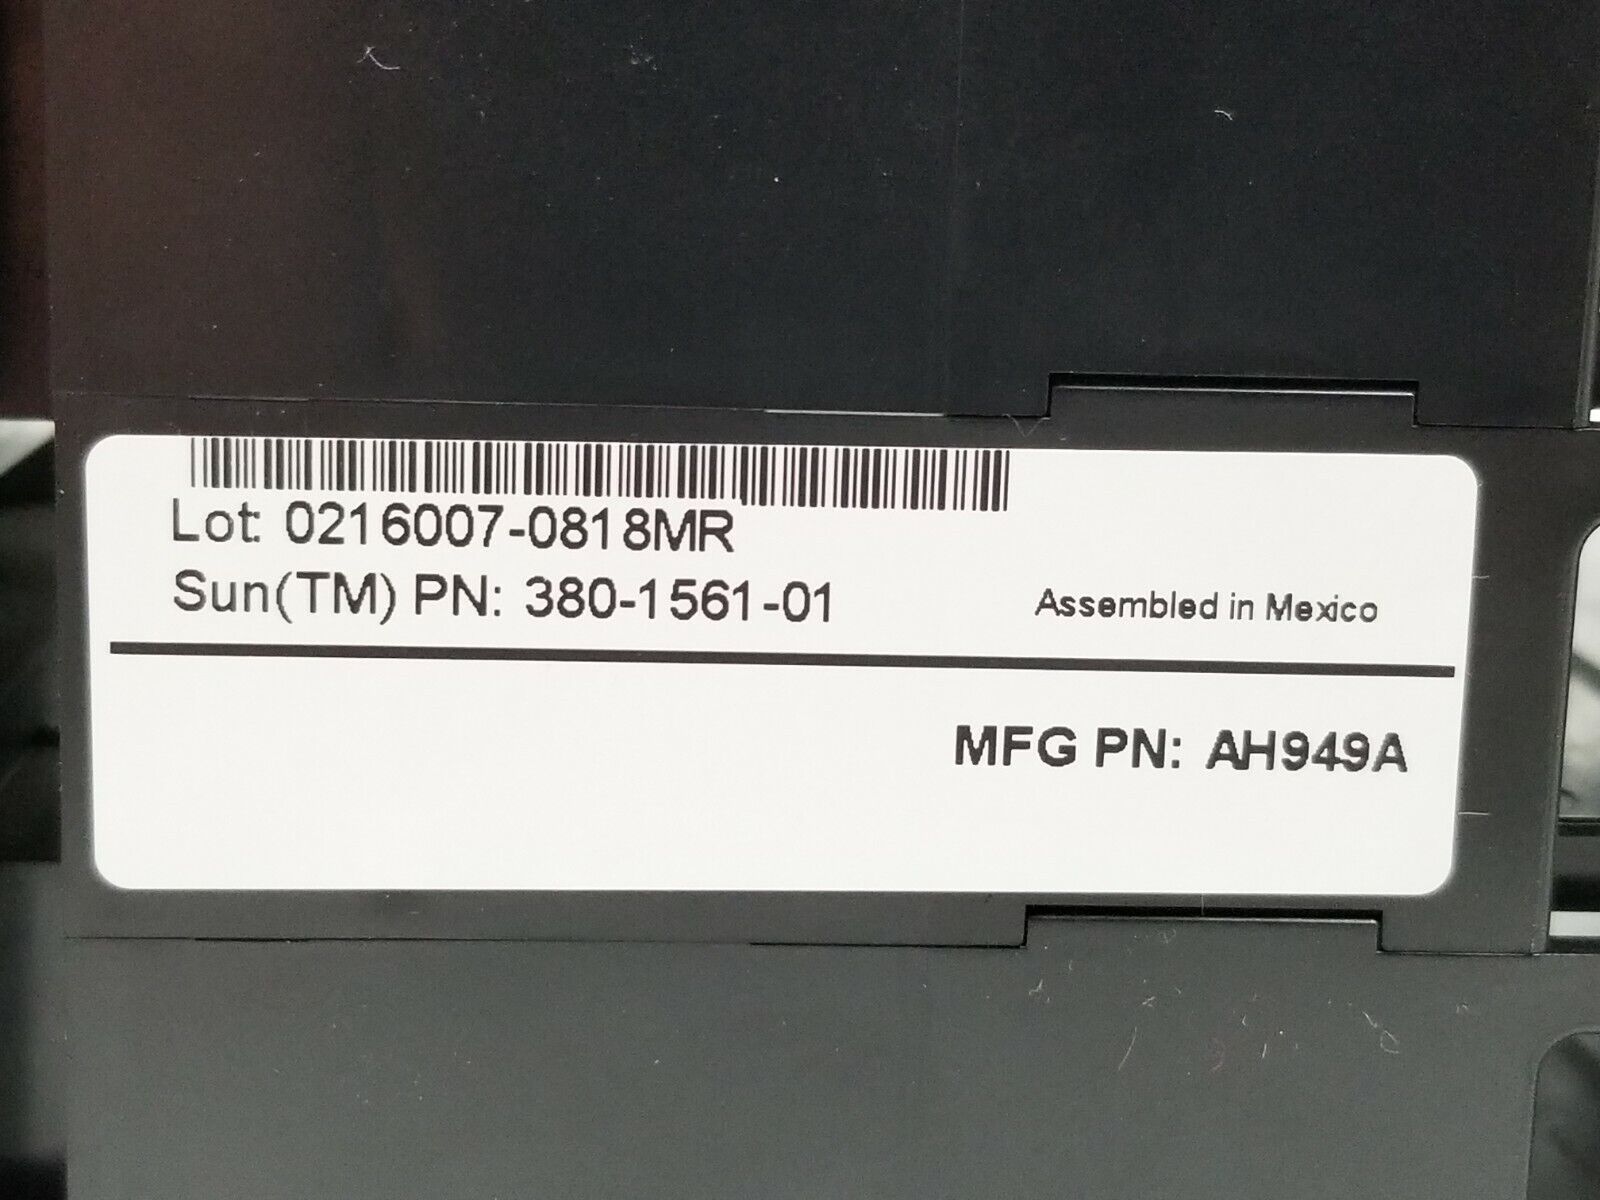 Lot: 0216007-0818MR
Sun(TM) PN: 380-1561-01
Assembled in Mexico
MFG PN: AH949A